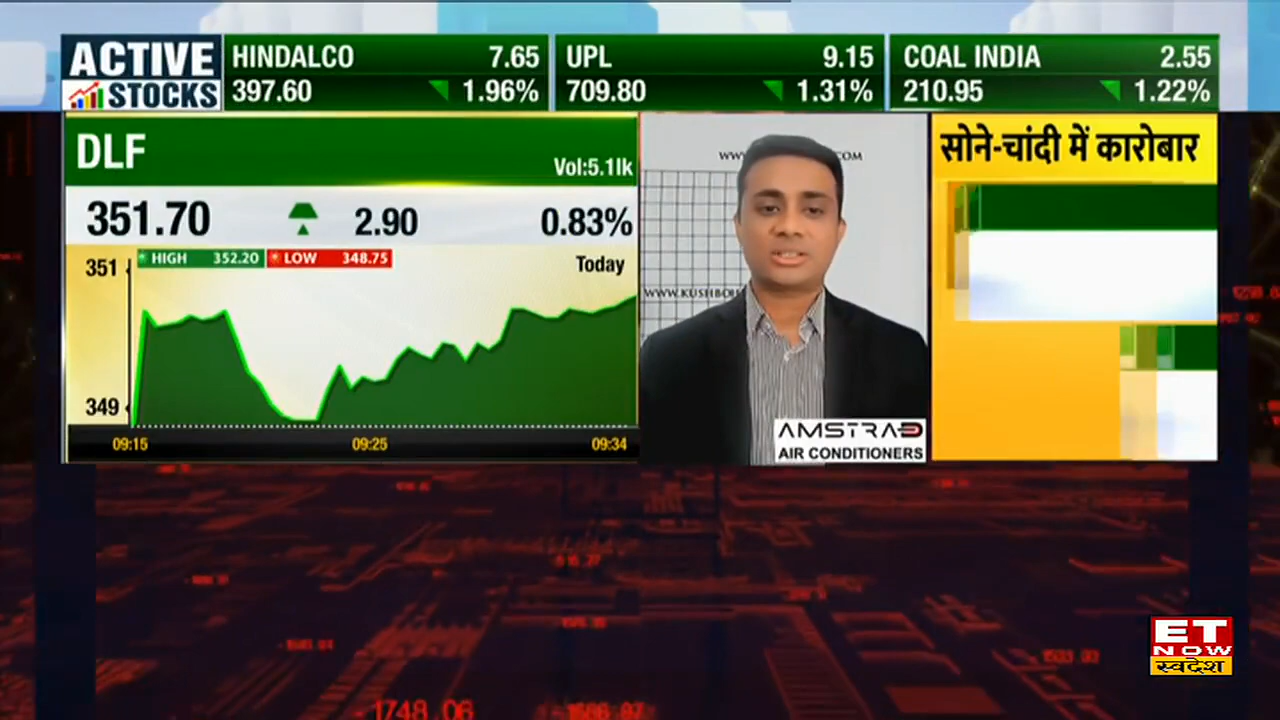 ACTIVE
STOCKS
HINDALCO 7.65
397.60 1.96%
UPL 9.15
709.80 1.31%
COAL INDIA 2.55
210.95 1.22%
DLF
Vol:5.1lk
351.70 2.90 0.83%
HIGH 352.20 LOW 348.75
Today
351
349
09:15 09:25 09:34
AMSTRAD
AIR CONDITIONERS
सोने-चांदी में कारोबार
ET
NOW
स्वदेश
1748.06